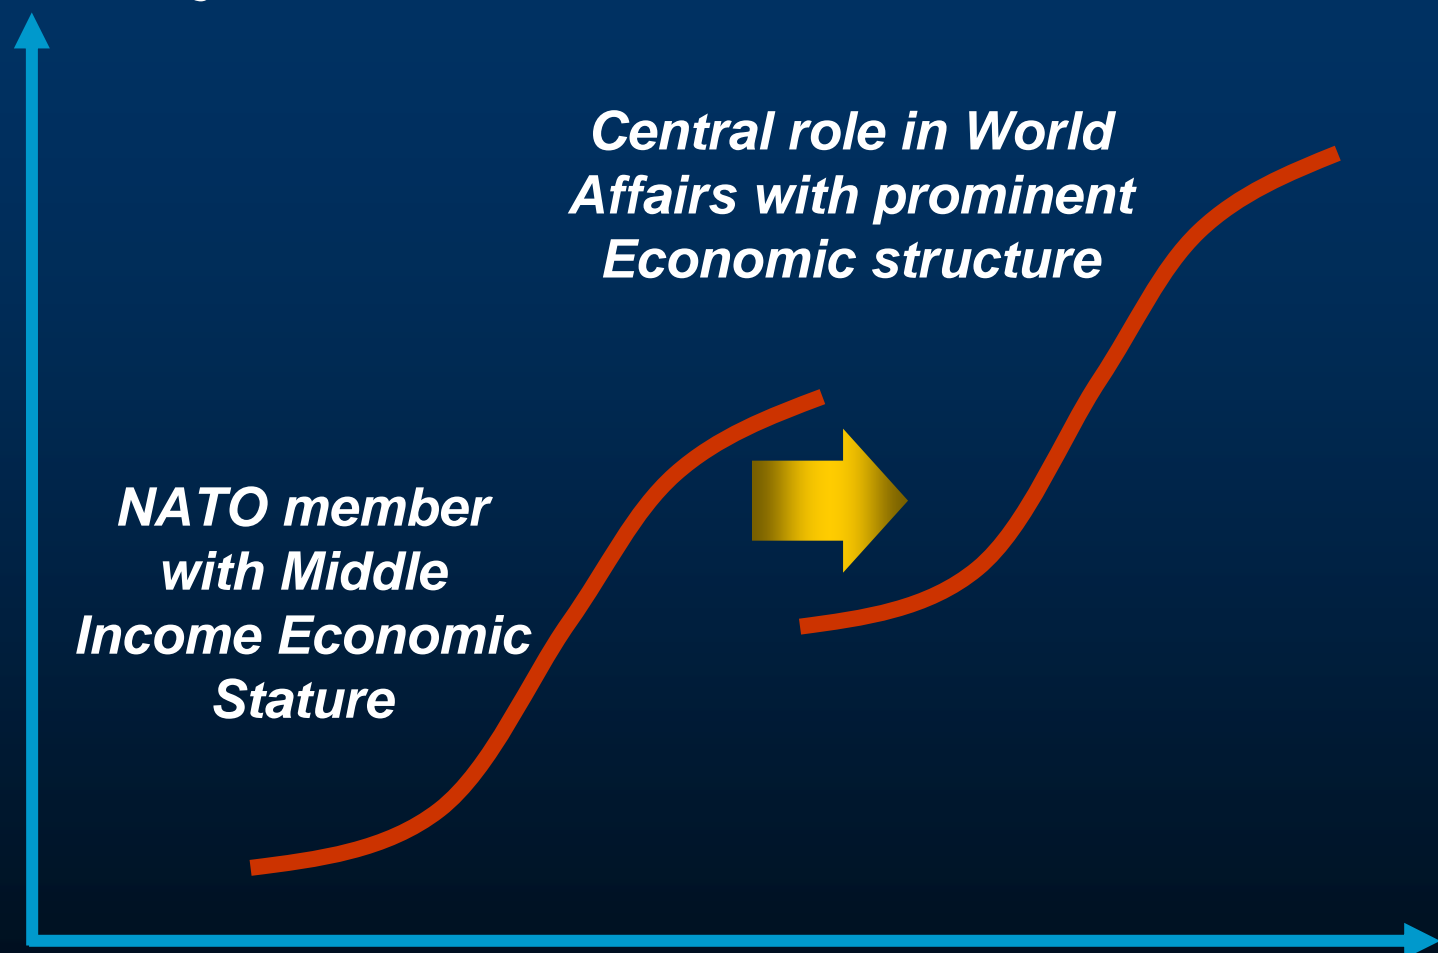 Central role in World
Affairs with prominent
Economic structure
NATO member
with Middle
Income Economic
Stature